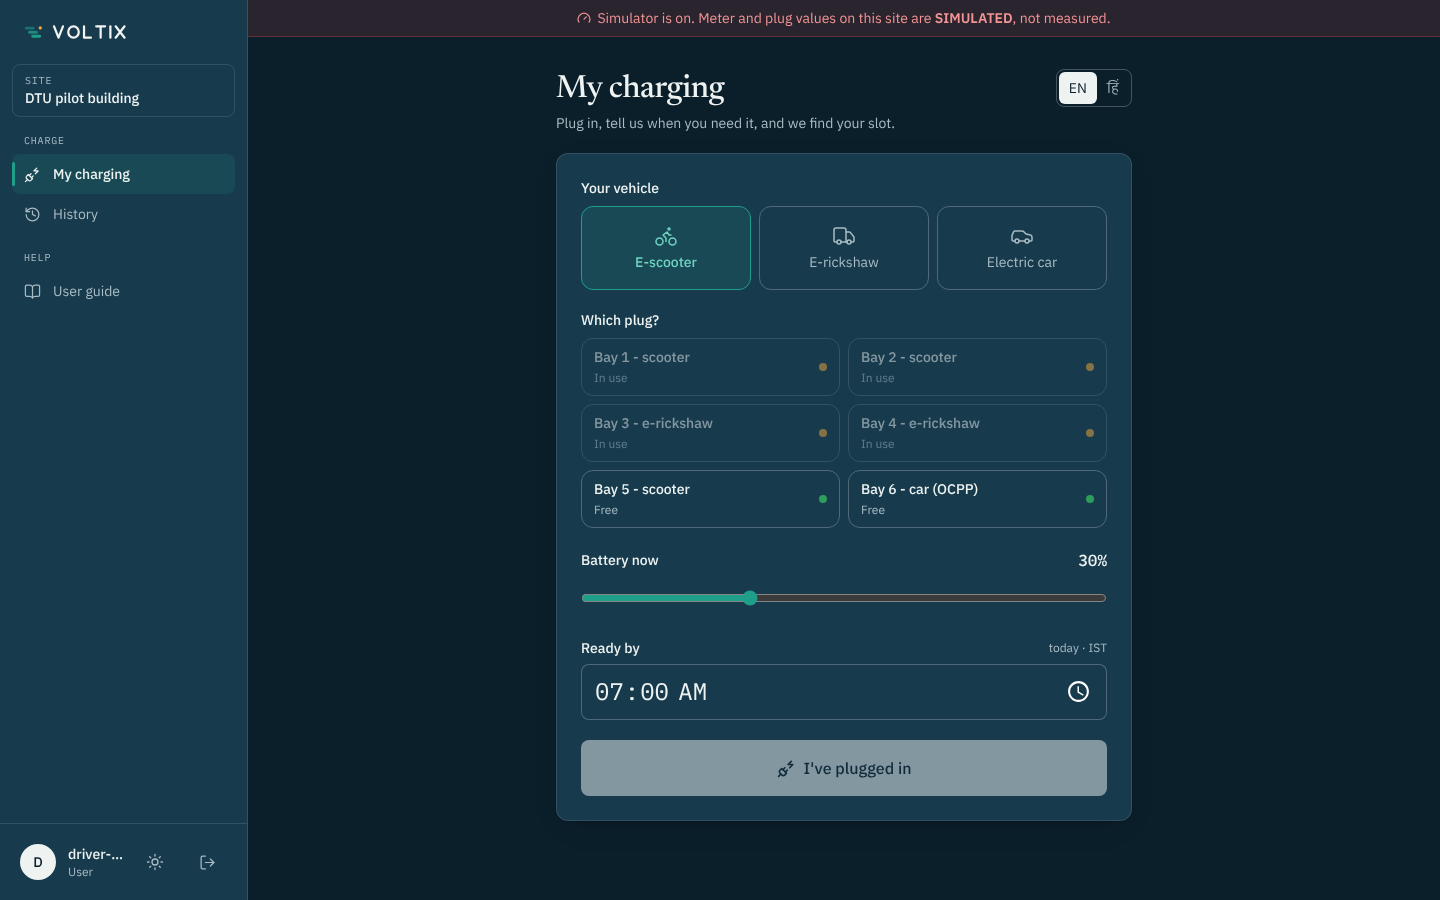 VOLTIX
Simulator is on. Meter and plug values on this site are SIMULATED, not measured.
SITE
DTU pilot building
CHARGE
My charging
History
HELP
User guide
My charging
EN
हिं
Plug in, tell us when you need it, and we find your slot.
Your vehicle
E-scooter
E-rickshaw
Electric car
Which plug?
Bay 1 - scooter
In use
Bay 2 - scooter
In use
Bay 3 - e-rickshaw
In use
Bay 4 - e-rickshaw
In use
Bay 5 - scooter
Free
Bay 6 - car (OCPP)
Free
Battery now
30%
Ready by
today · IST
07:00 AM
I've plugged in
D
driver-...
User